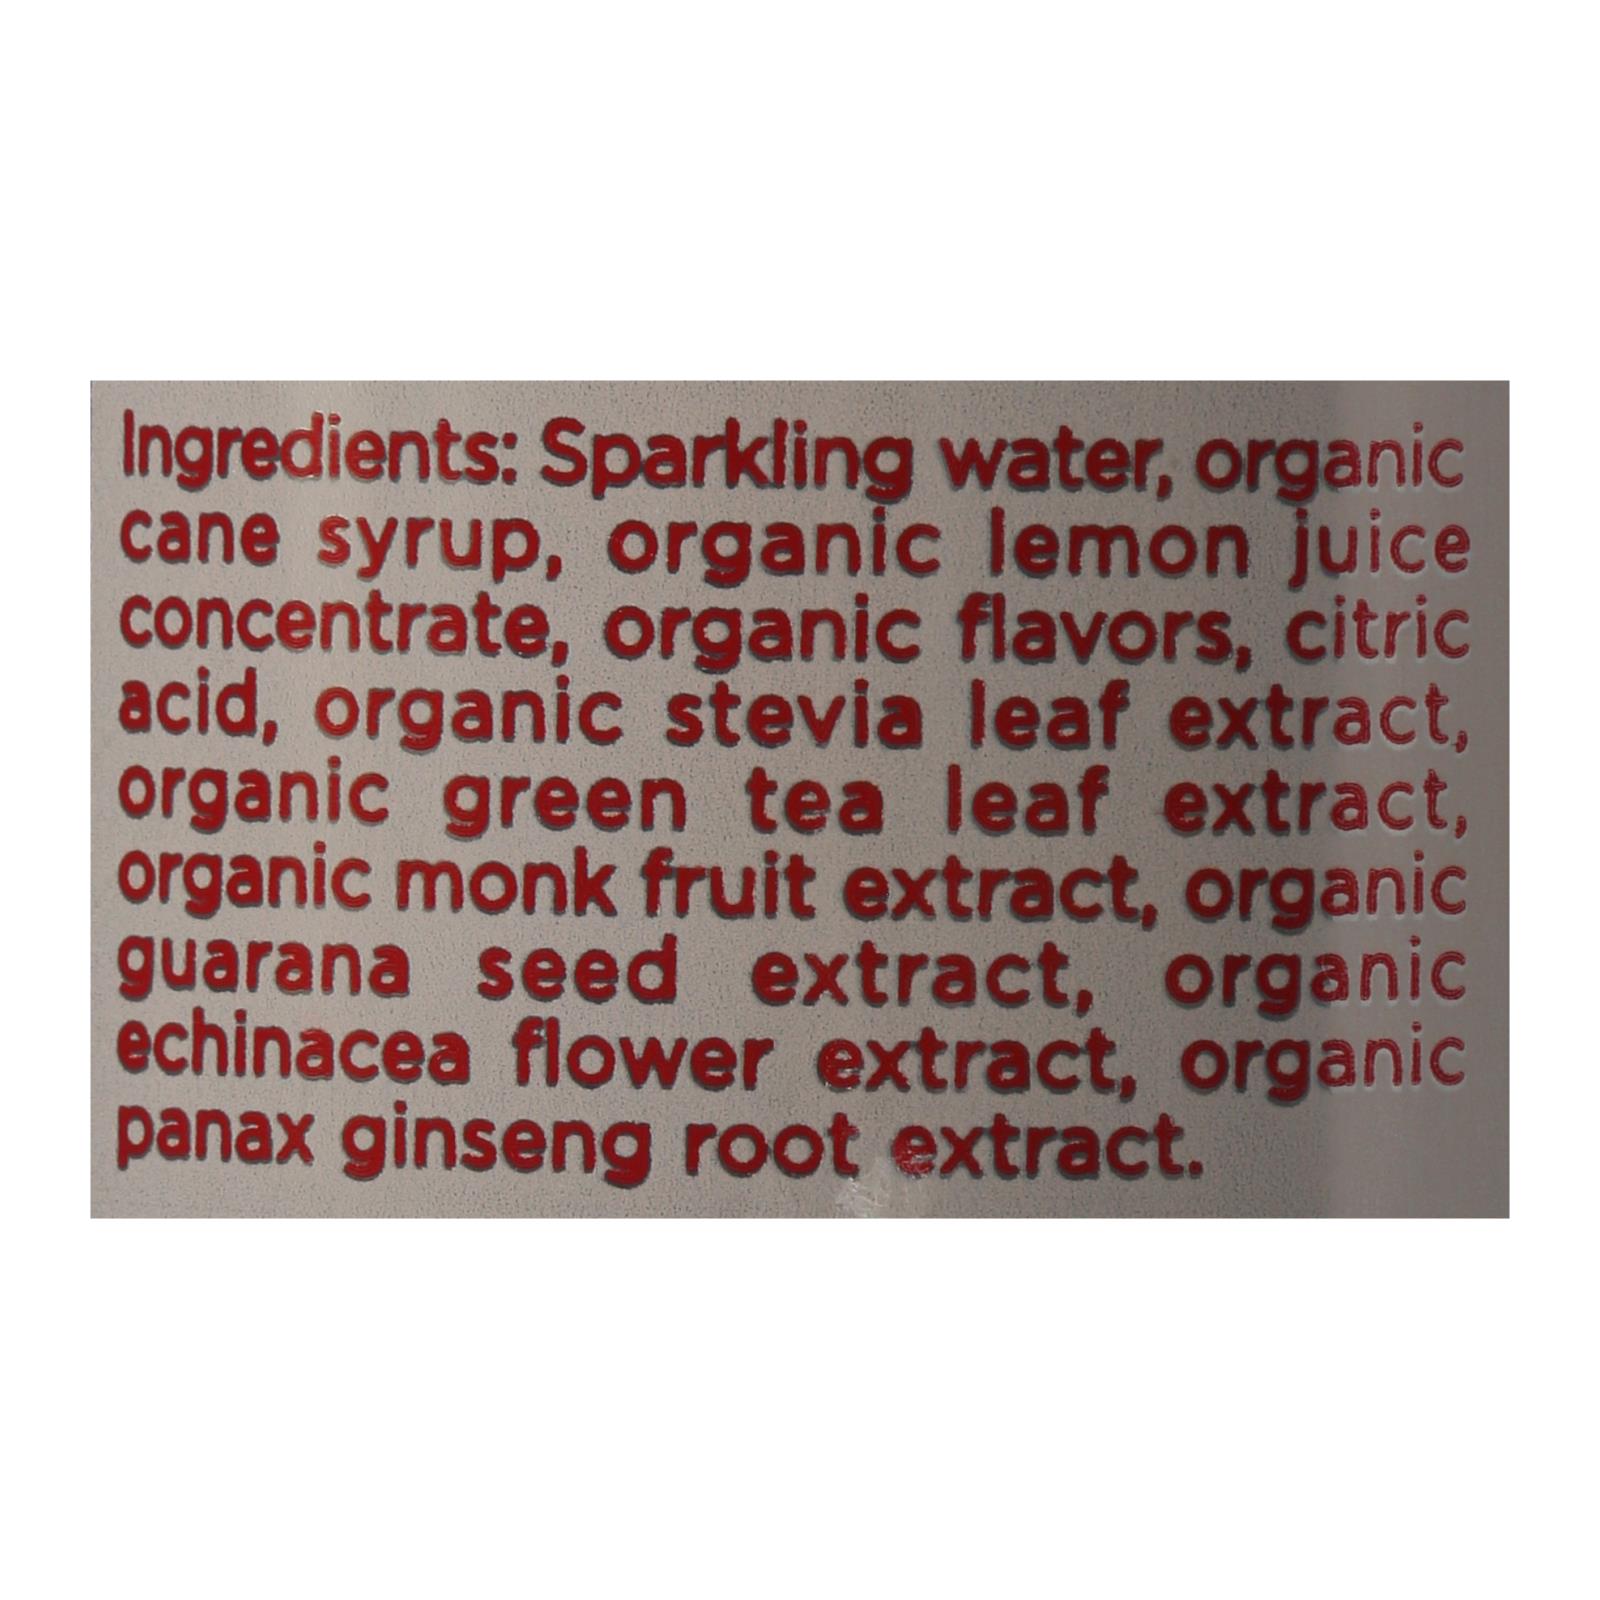 Ingredients: Sparkling water, organic
cane syrup, organic lemon juice
concentrate, organic flavors, citric
acid, organic stevia leaf extract,
organic green tea leaf extract,
organic monk fruit extract, organic
guarana seed extract, organic
echinacea flower extract, organic
panax ginseng root extract.